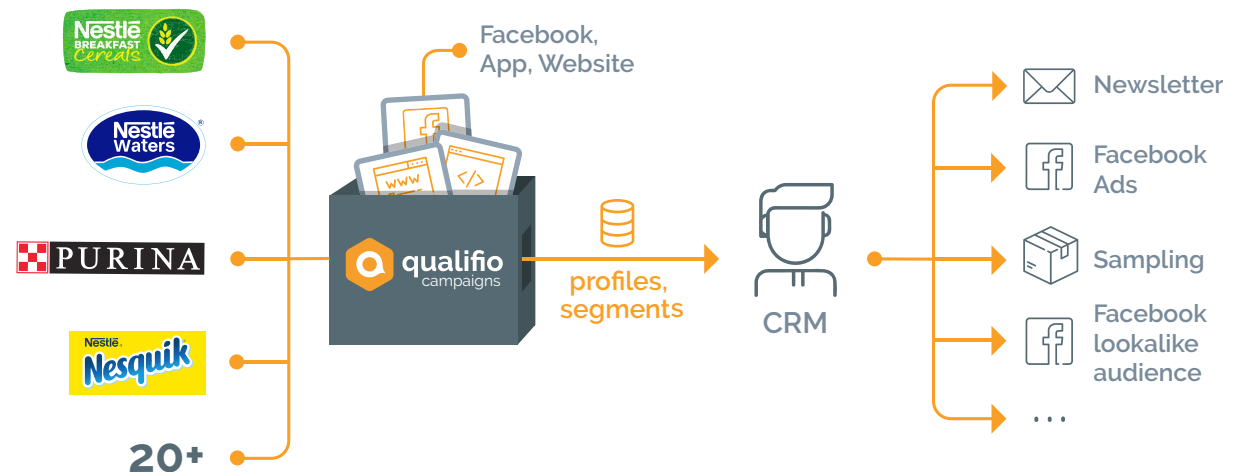 Nestlé
BREAKFAST
Cereals
Nestlé
Waters
®
PURINA
Nestlé®
Nesquik®
20+
Facebook,
App, Website
www
</>
qualifio
campaigns
profiles,
segments
CRM
Newsletter
Facebook
Ads
Sampling
Facebook
lookalike
audience
...